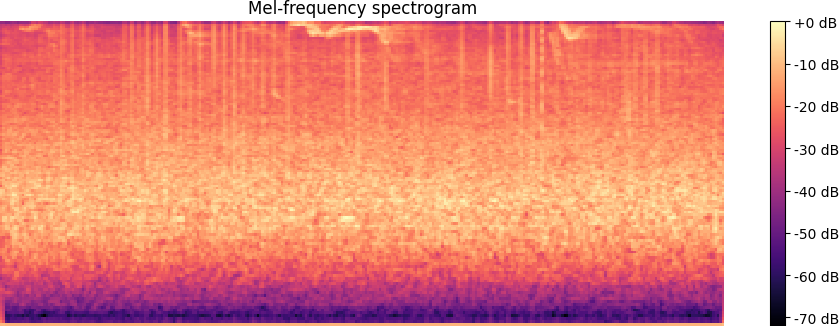 Mel-frequency spectrogram
+0 dB
-10 dB
-20 dB
-30 dB
-40 dB
-50 dB
-60 dB
-70 dB